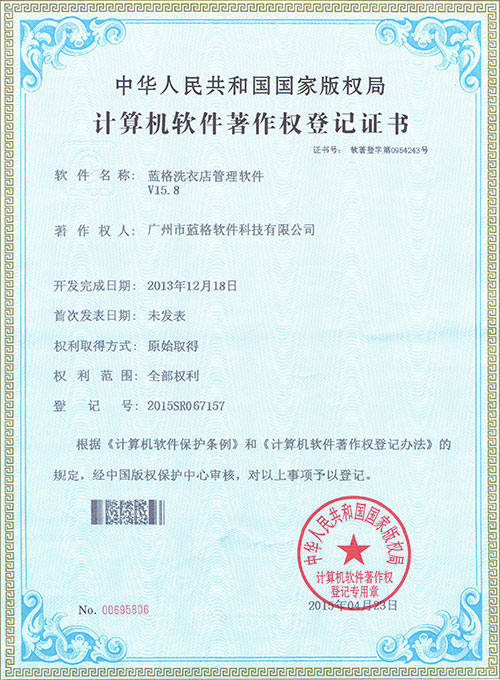 中华人民共和国国家版权局
计算机软件著作权登记证书
证书号： 软著登字第0954243号
软件名称： 蓝格洗衣店管理软件
V15.8
著作权人： 广州市蓝格软件科技有限公司
开发完成日期： 2013年12月18日
首次发表日期： 未发表
权利取得方式： 原始取得
权利范围： 全部权利
登记号： 2015SR067157
根据《计算机软件保护条例》和《计算机软件著作权登记办法》的
规定，经中国版权保护中心审核，对以上事项予以登记。
中华人民共和国国家版权局
计算机软件著作权
登记专用章
No. 00695806
2015年04月23日